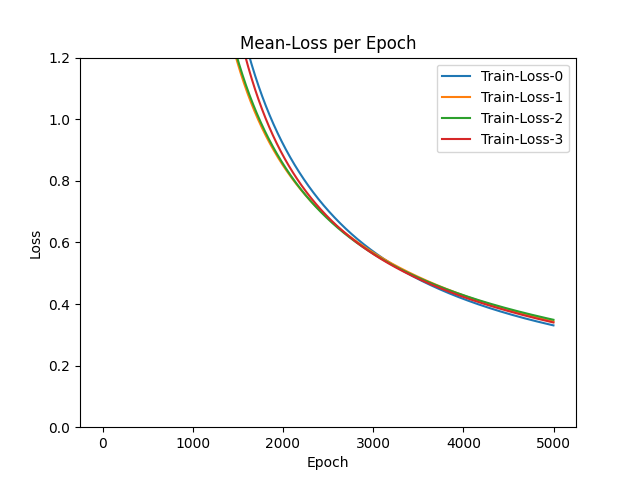 Mean-Loss per Epoch
1.2
1.0
0.8
0.6
0.4
0.2
0.0
Loss
Train-Loss-0
Train-Loss-1
Train-Loss-2
Train-Loss-3
0 1000 2000 3000 4000 5000
Epoch